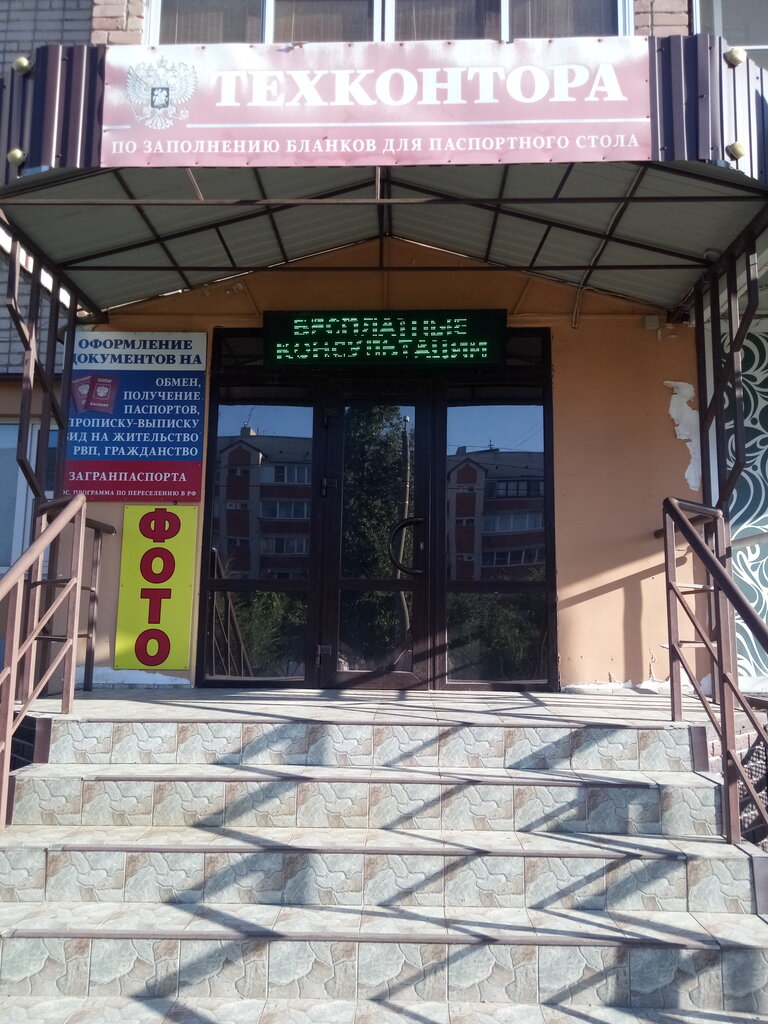 ТЕХКОНТОРА
ПО ЗАПОЛНЕНИЮ БЛАНКОВ ДЛЯ ПАСПОРТНОГО СТОЛА
БЕСПЛАТНЫЕ
КОНСУЛЬТАЦИИ
ОФОРМЛЕНИЕ
ДОКУМЕНТОВ НА
ОБМЕН,
ПОЛУЧЕНИЕ
ПАСПОРТОВ,
ПРОПИСКУ-ВЫПИСКУ
ВИД НА ЖИТЕЛЬСТВО
РВП, ГРАЖДАНСТВО
ЗАГРАНПАСПОРТА
ПРОГРАММА ПО ПЕРЕСЕЛЕНИЮ В РФ
ФОТО